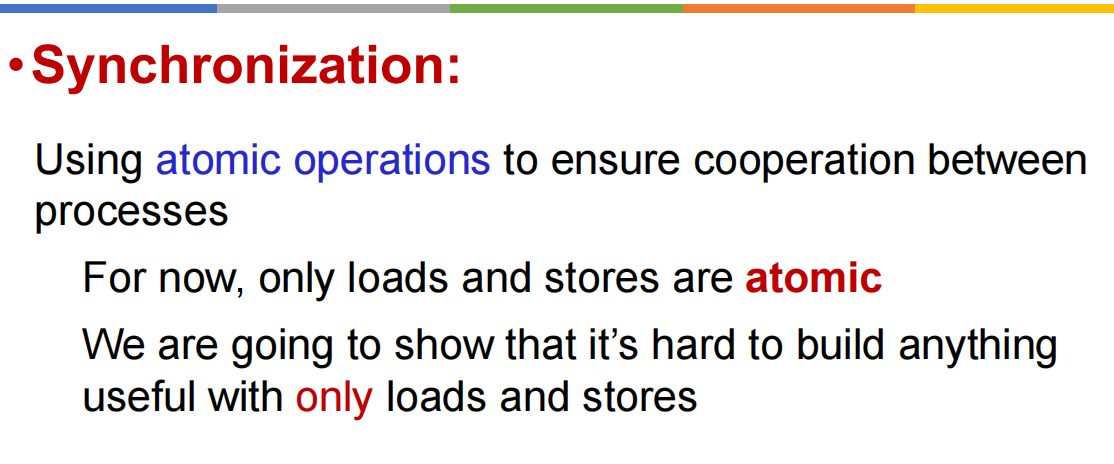 •Synchronization:
Using atomic operations to ensure cooperation between
processes
For now, only loads and stores are atomic
We are going to show that it’s hard to build anything
useful with only loads and stores